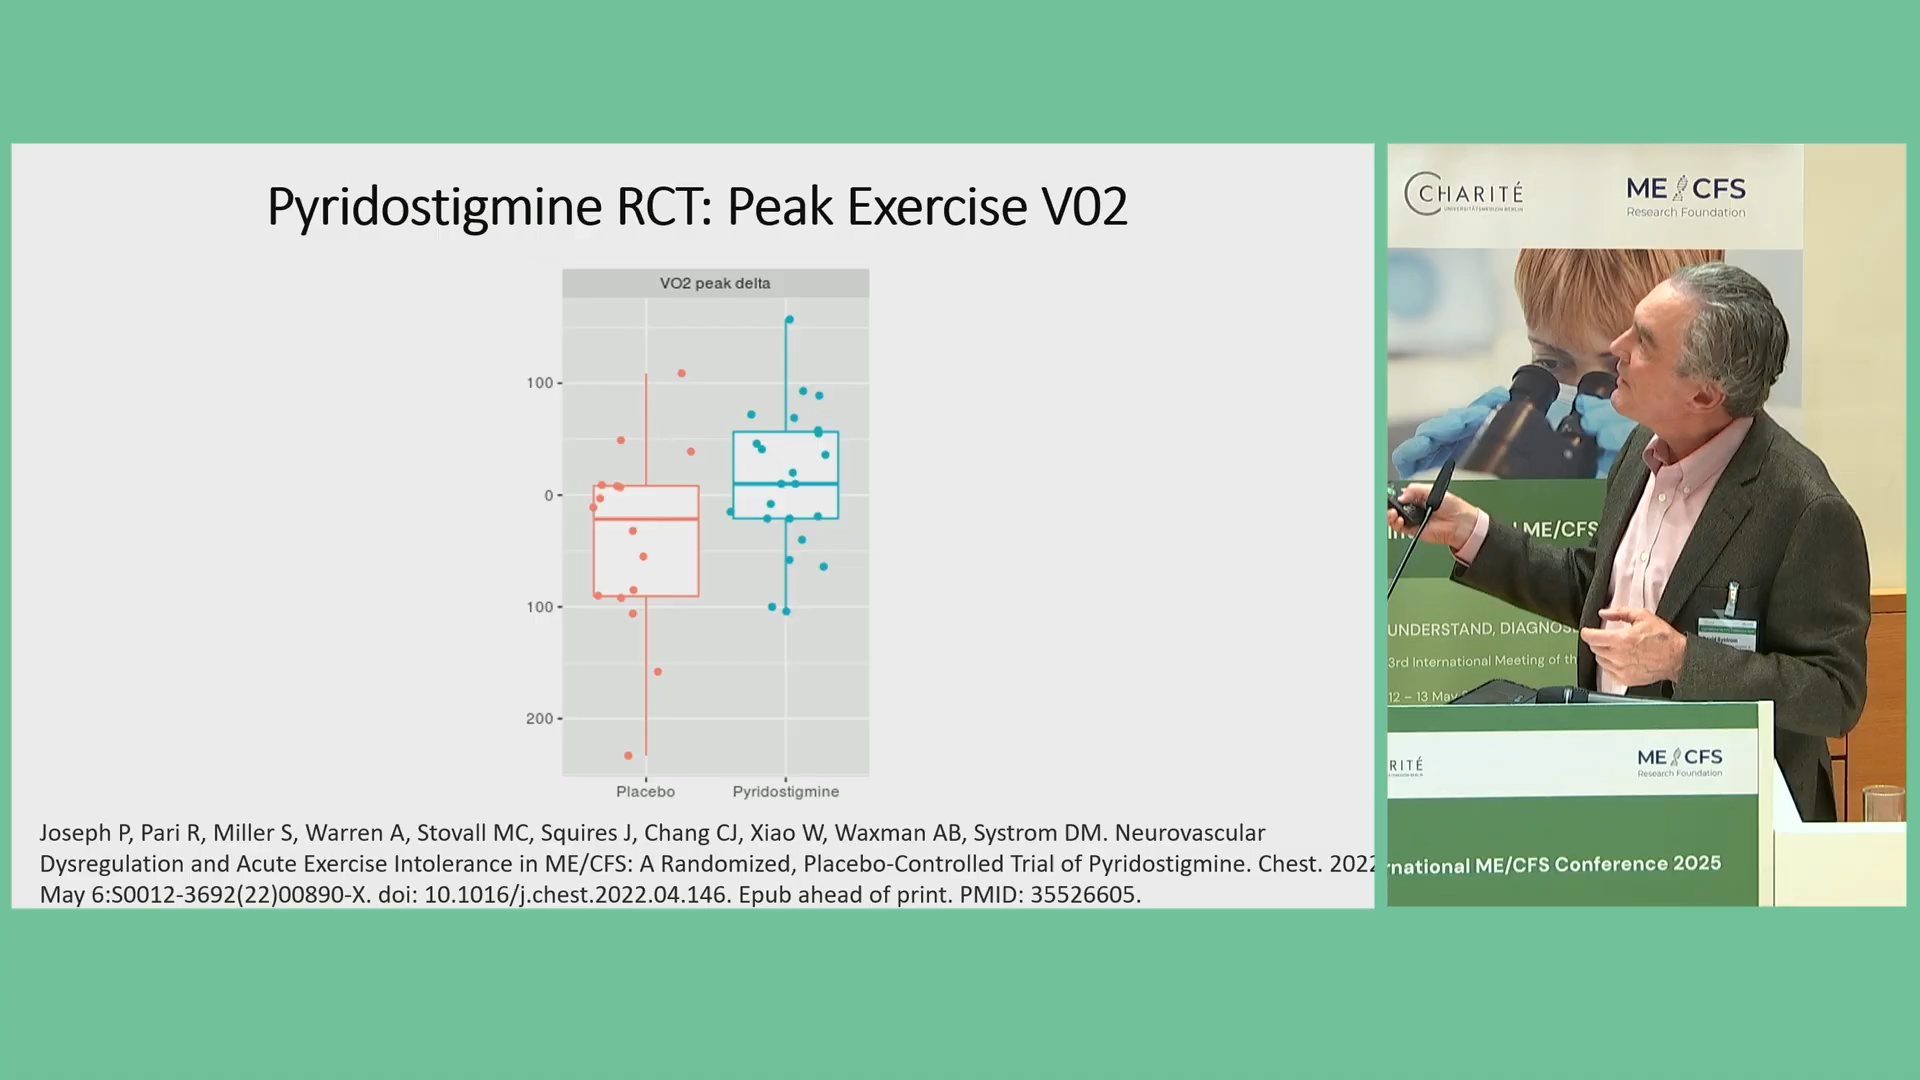 Pyridostigmine RCT: Peak Exercise V02
VO2 peak delta
100
0
100
200
Placebo
Pyridostigmine
Joseph P, Pari R, Miller S, Warren A, Stovall MC, Squires J, Chang CJ, Xiao W, Waxman AB, Systrom DM. Neurovascular
Dysregulation and Acute Exercise Intolerance in ME/CFS: A Randomized, Placebo-Controlled Trial of Pyridostigmine. Chest. 2022
May 6:S0012-3692(22)00890-X. doi: 10.1016/j.chest.2022.04.146. Epub ahead of print. PMID: 35526605.
CHARITÉ
UNIVERSITÄTSMEDIZIN BERLIN
ME CFS
Research Foundation
ME/CFS
UNDERSTAND, DIAGNOSE
3rd International Meeting of th
12 – 13 May
RITÉ
ME CFS
Research Foundation
rnational ME/CFS Conference 2025